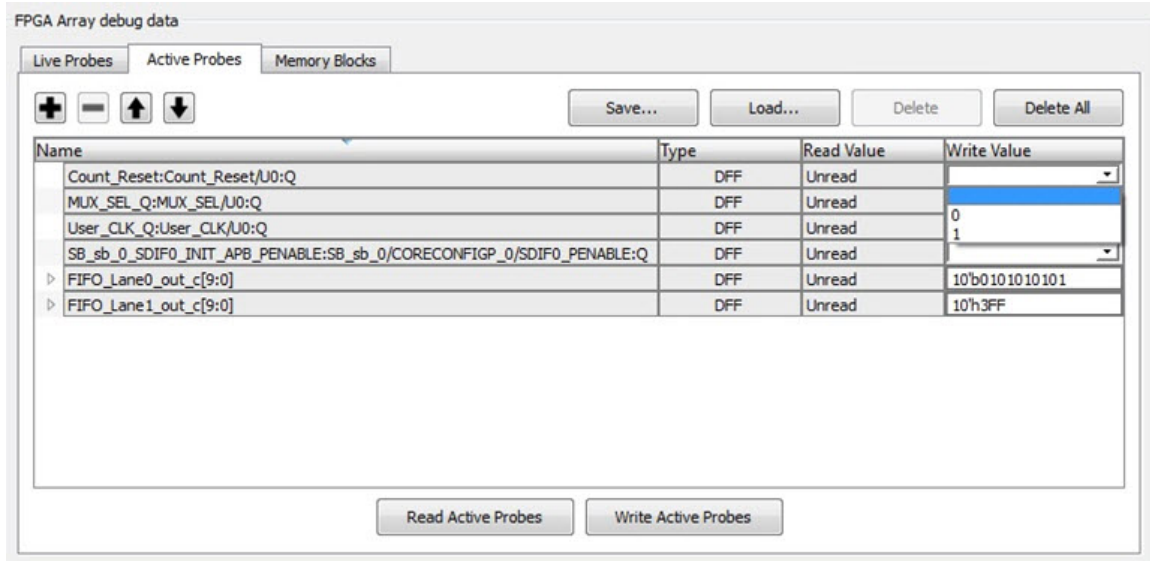 FPGA Array debug data
Live Probes Active Probes Memory Blocks
Save... Load... Delete Delete All
Name Type Read Value Write Value
Count_Reset:Count_Reset/U0:Q DFF Unread
MUX_SEL_Q:MUX_SEL/U0:Q DFF Unread
0
User_CLK_Q:User_CLK/U0:Q DFF Unread
1
SB_sb_0_SDIF0_INIT_APB_PENABLE:SB_sb_0/CORECONFIGP_0/SDIF0_PENABLE:Q DFF Unread
FIFO_Lane0_out_c[9:0] DFF Unread 10'b0101010101
FIFO_Lane1_out_c[9:0] DFF Unread 10'h3FF
Read Active Probes Write Active Probes